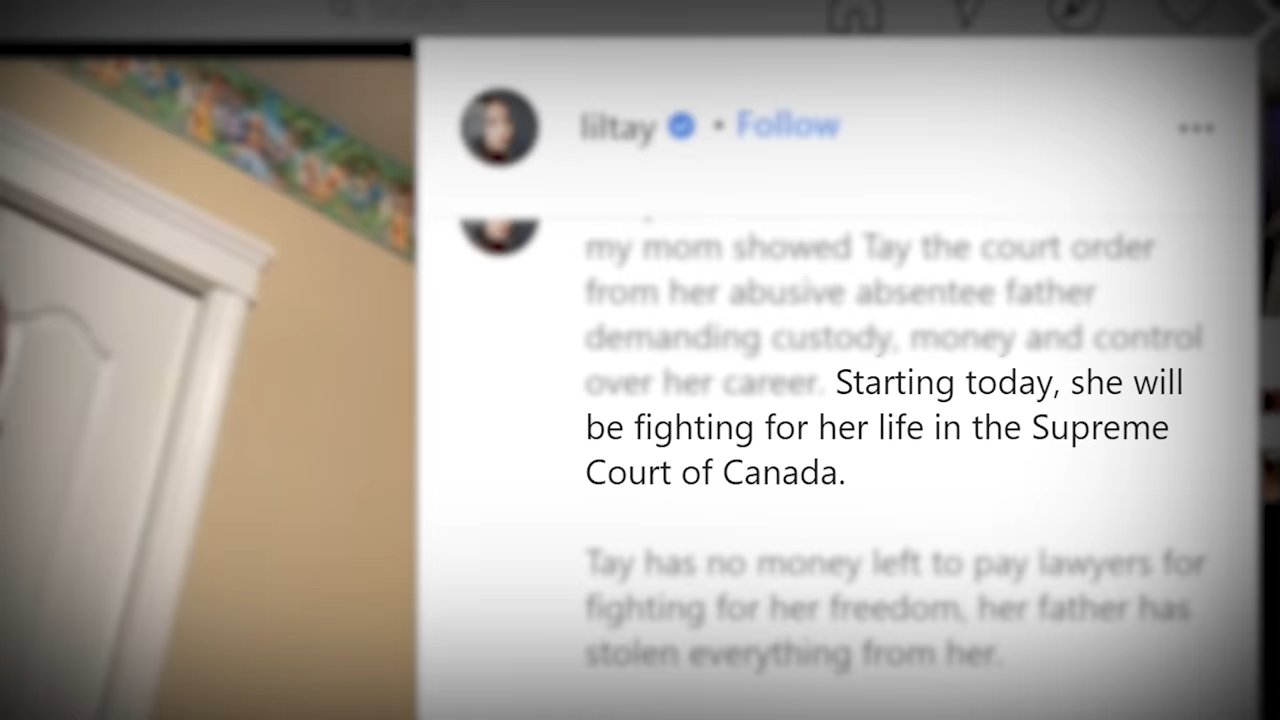 liltay • Follow
my mom showed Tay the court order
from her abusive absentee father
demanding custody, money and control
over her career. Starting today, she will
be fighting for her life in the Supreme
Court of Canada.
Tay has no money left to pay lawyers for
fighting for her freedom, her father has
stolen everything from her.